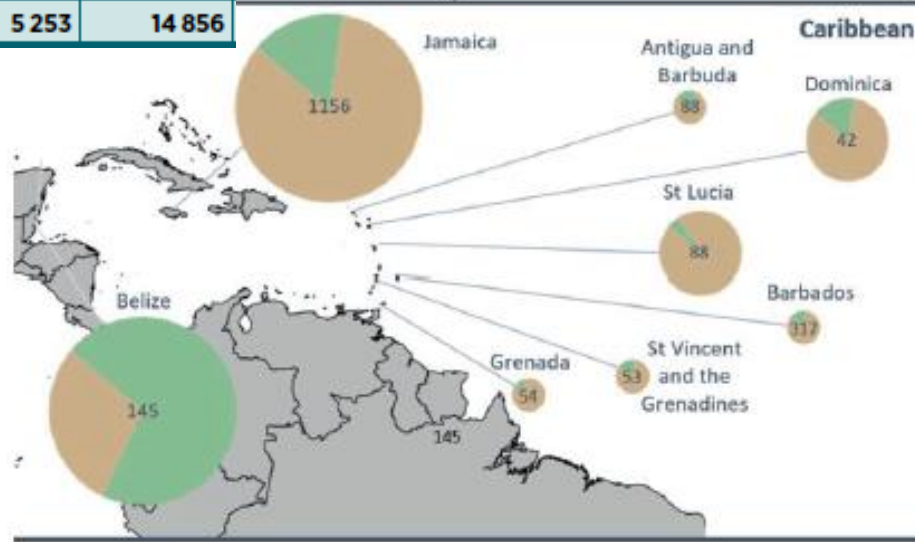 5 253 14 856
Caribbean
Jamaica
1156
Antigua and
Barbuda
88
Dominica
42
St Lucia
88
Barbados
317
St Vincent
and the
Grenadines
53
Grenada
54
Belize
145
145